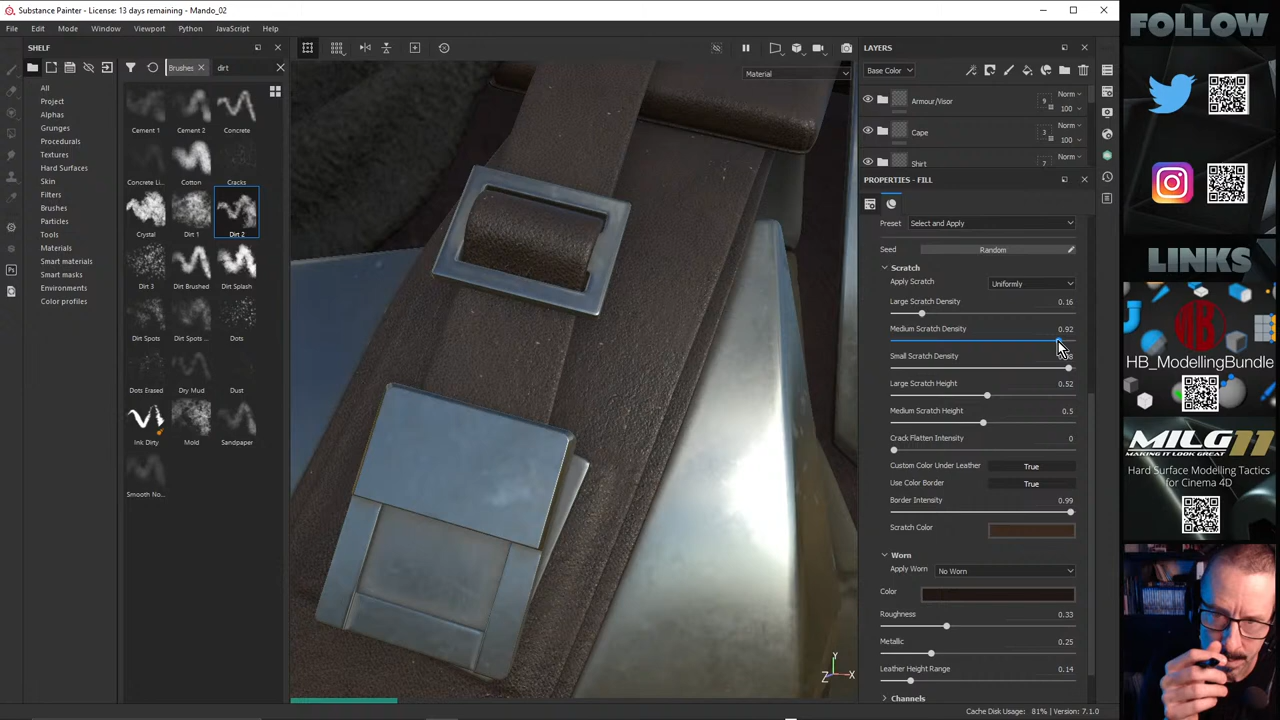 Substance Painter - License: 13 days remaining - Mando_02
File Edit Mode Window Viewport Python JavaScript Help
SHELF
Brushes dirt
All
Project
Alphas
Grunges
Procedurals
Textures
Hard Surfaces
Skin
Filters
Brushes
Particles
Tools
Materials
Smart materials
Smart masks
Environments
Color profiles
Cement 1 Cement 2 Concrete
Concrete Li... Cotton Cracks
Crystal Dirt 1 Dirt 2
Dirt 3 Dirt Brushed Dirt Splash
Dirt Spots Dirt Spots ... Dots
Dots Erased Dry Mud Dust
Ink Dirty Mold Sandpaper
Smooth No...
Ps
Material
Y
Z X
LAYERS
Base Color
Armour/Visor 9 Norm 100
Cape 3 Norm 100
Shirt 7 Norm
PROPERTIES - FILL
Preset Select and Apply
Seed Random
Scratch
Apply Scratch Uniformly
Large Scratch Density 0.16
Medium Scratch Density 0.92
Small Scratch Density
Large Scratch Height 0.52
Medium Scratch Height 0.5
Crack Flatten Intensity 0
Custom Color Under Leather True
Use Color Border True
Border Intensity 0.99
Scratch Color
Worn
Apply Worn No Worn
Color
Roughness 0.33
Metallic 0.25
Leather Height Range 0.14
Channels
Cache Disk Usage: 81% | Version: 7.1.0
FOLLOW
LINKS
HB_ModellingBundle
MILG11
MAKING IT LOOK GREAT
Hard Surface Modelling Tactics
for Cinema 4D